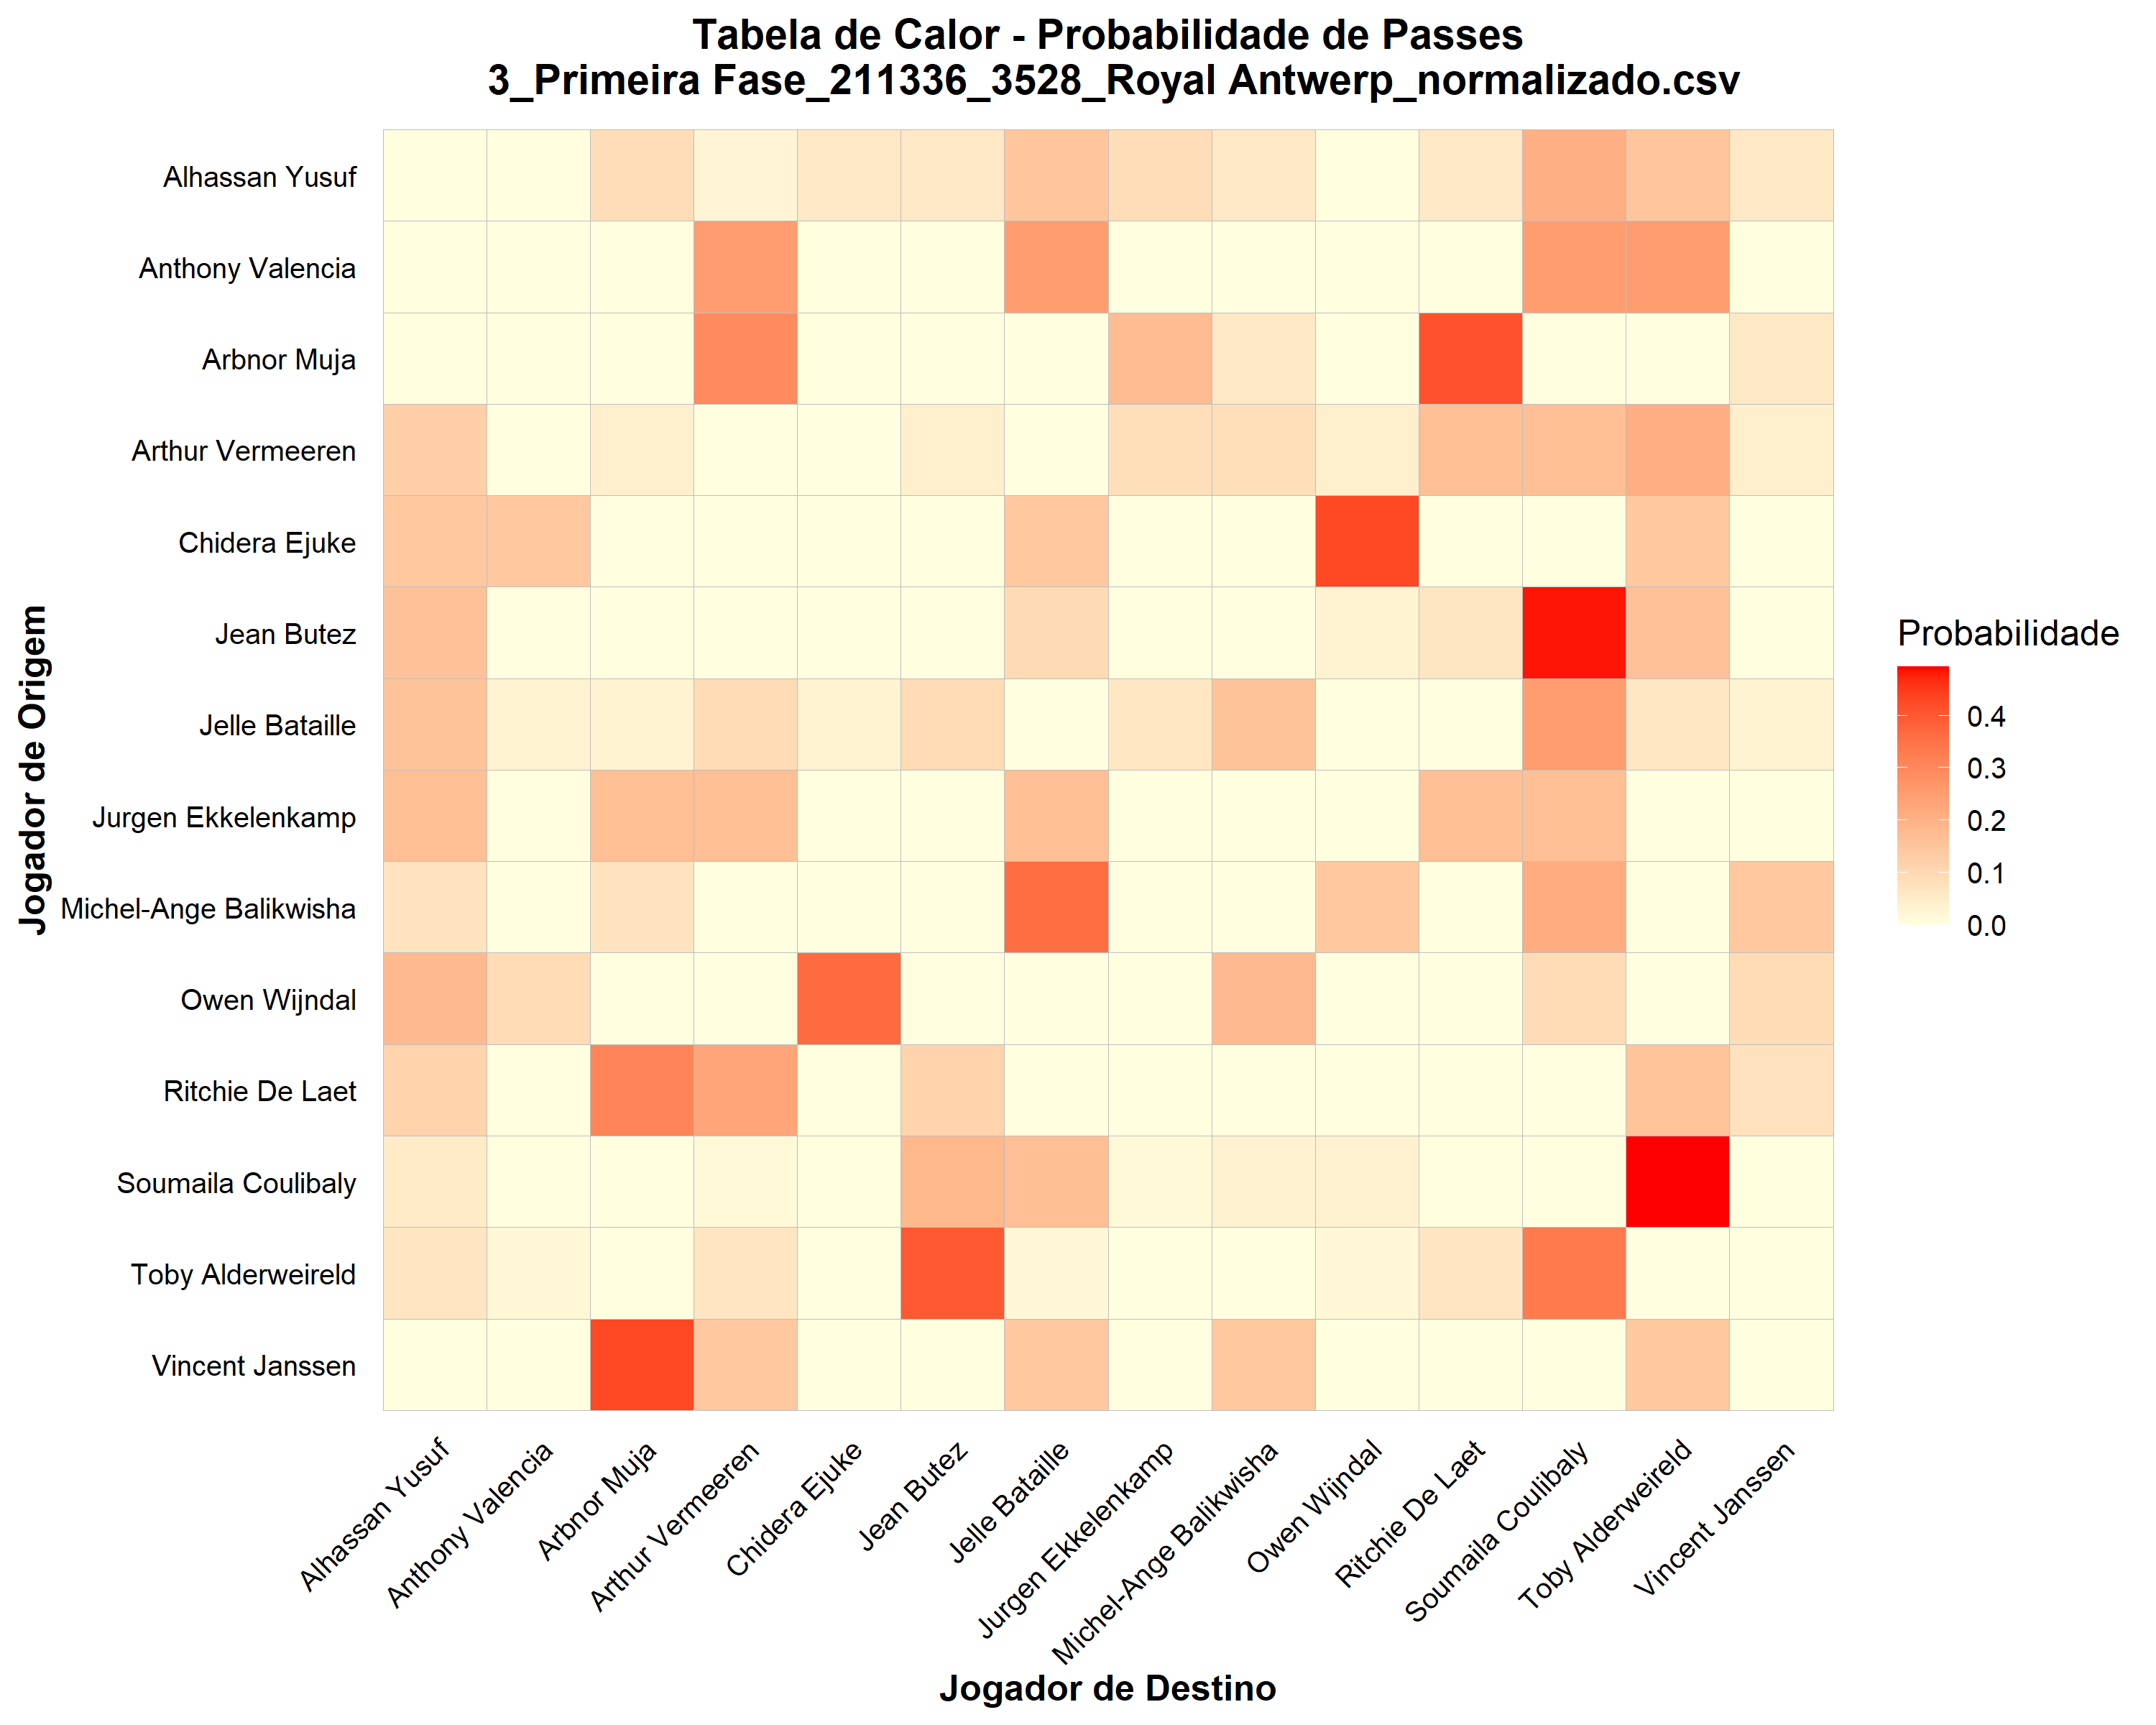 Tabela de Calor - Probabilidade de Passes
3_Primeira Fase_211336_3528_Royal Antwerp_normalizado.csv
Jogador de Origem
Alhassan Yusuf
Anthony Valencia
Arbnor Muja
Arthur Vermeeren
Chidera Ejuke
Jean Butez
Jelle Bataille
Jurgen Ekkelenkamp
Michel-Ange Balikwisha
Owen Wijndal
Ritchie De Laet
Soumaila Coulibaly
Toby Alderweireld
Vincent Janssen
Alhassan Yusuf
Anthony Valencia
Arbnor Muja
Arthur Vermeeren
Chidera Ejuke
Jean Butez
Jelle Bataille
Jurgen Ekkelenkamp
Michel-Ange Balikwisha
Owen Wijndal
Ritchie De Laet
Soumaila Coulibaly
Toby Alderweireld
Vincent Janssen
Jogador de Destino
Probabilidade
0.4
0.3
0.2
0.1
0.0